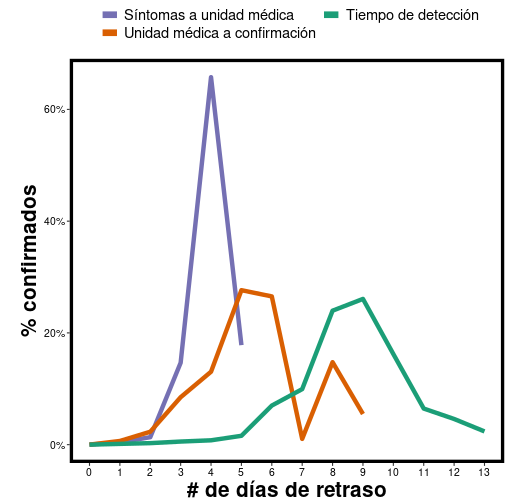 Síntomas a unidad médica
Tiempo de detección
Unidad médica a confirmación
60%
40%
20%
0%
% confirmados
0 1 2 3 4 5 6 7 8 9 10 11 12 13
# de días de retraso